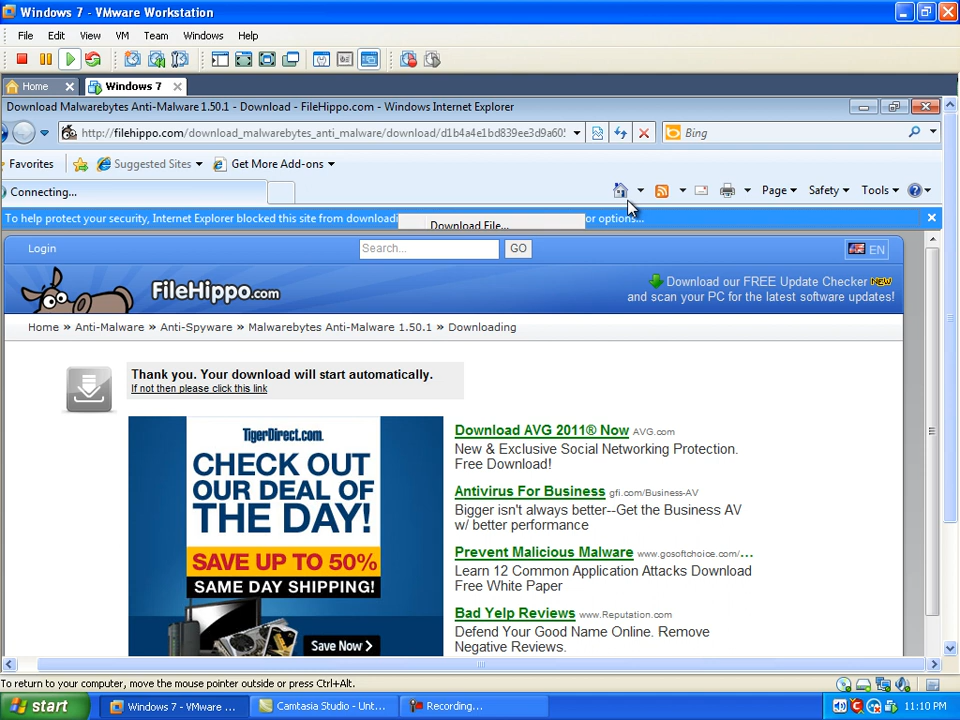 Windows 7 - VMware Workstation
File Edit View VM Team Windows Help
Home Windows 7
Download Malwarebytes Anti-Malware 1.50.1 - Download - FileHippo.com - Windows Internet Explorer
http://filehippo.com/download_malwarebytes_anti_malware/download/d1b4a4e1bd839ee3d9a60 Bing
Favorites Suggested Sites Get More Add-ons
Connecting... Page Safety Tools
To help protect your security, Internet Explorer blocked this site from downloadi Download File... or options...
Login Search... GO EN
FileHippo.com
Download our FREE Update Checker NEW
and scan your PC for the latest software updates!
Home » Anti-Malware » Anti-Spyware » Malwarebytes Anti-Malware 1.50.1 » Downloading
Thank you. Your download will start automatically.
If not then please click this link
TigerDirect.com
CHECK OUT
OUR DEAL OF
THE DAY!
SAVE UP TO 50%
SAME DAY SHIPPING!
Save Now
Download AVG 2011® Now AVG.com
New & Exclusive Social Networking Protection.
Free Download!
Antivirus For Business gfi.com/Business-AV
Bigger isn't always better--Get the Business AV
w/ better performance
Prevent Malicious Malware www.gosoftchoice.com/...
Learn 12 Common Application Attacks Download
Free White Paper
Bad Yelp Reviews www.Reputation.com
Defend Your Good Name Online. Remove
Negative Reviews.
To return to your computer, move the mouse pointer outside or press Ctrl+Alt.
start Windows 7 - VMware ... Camtasia Studio - Unt... Recording... 11:10 PM